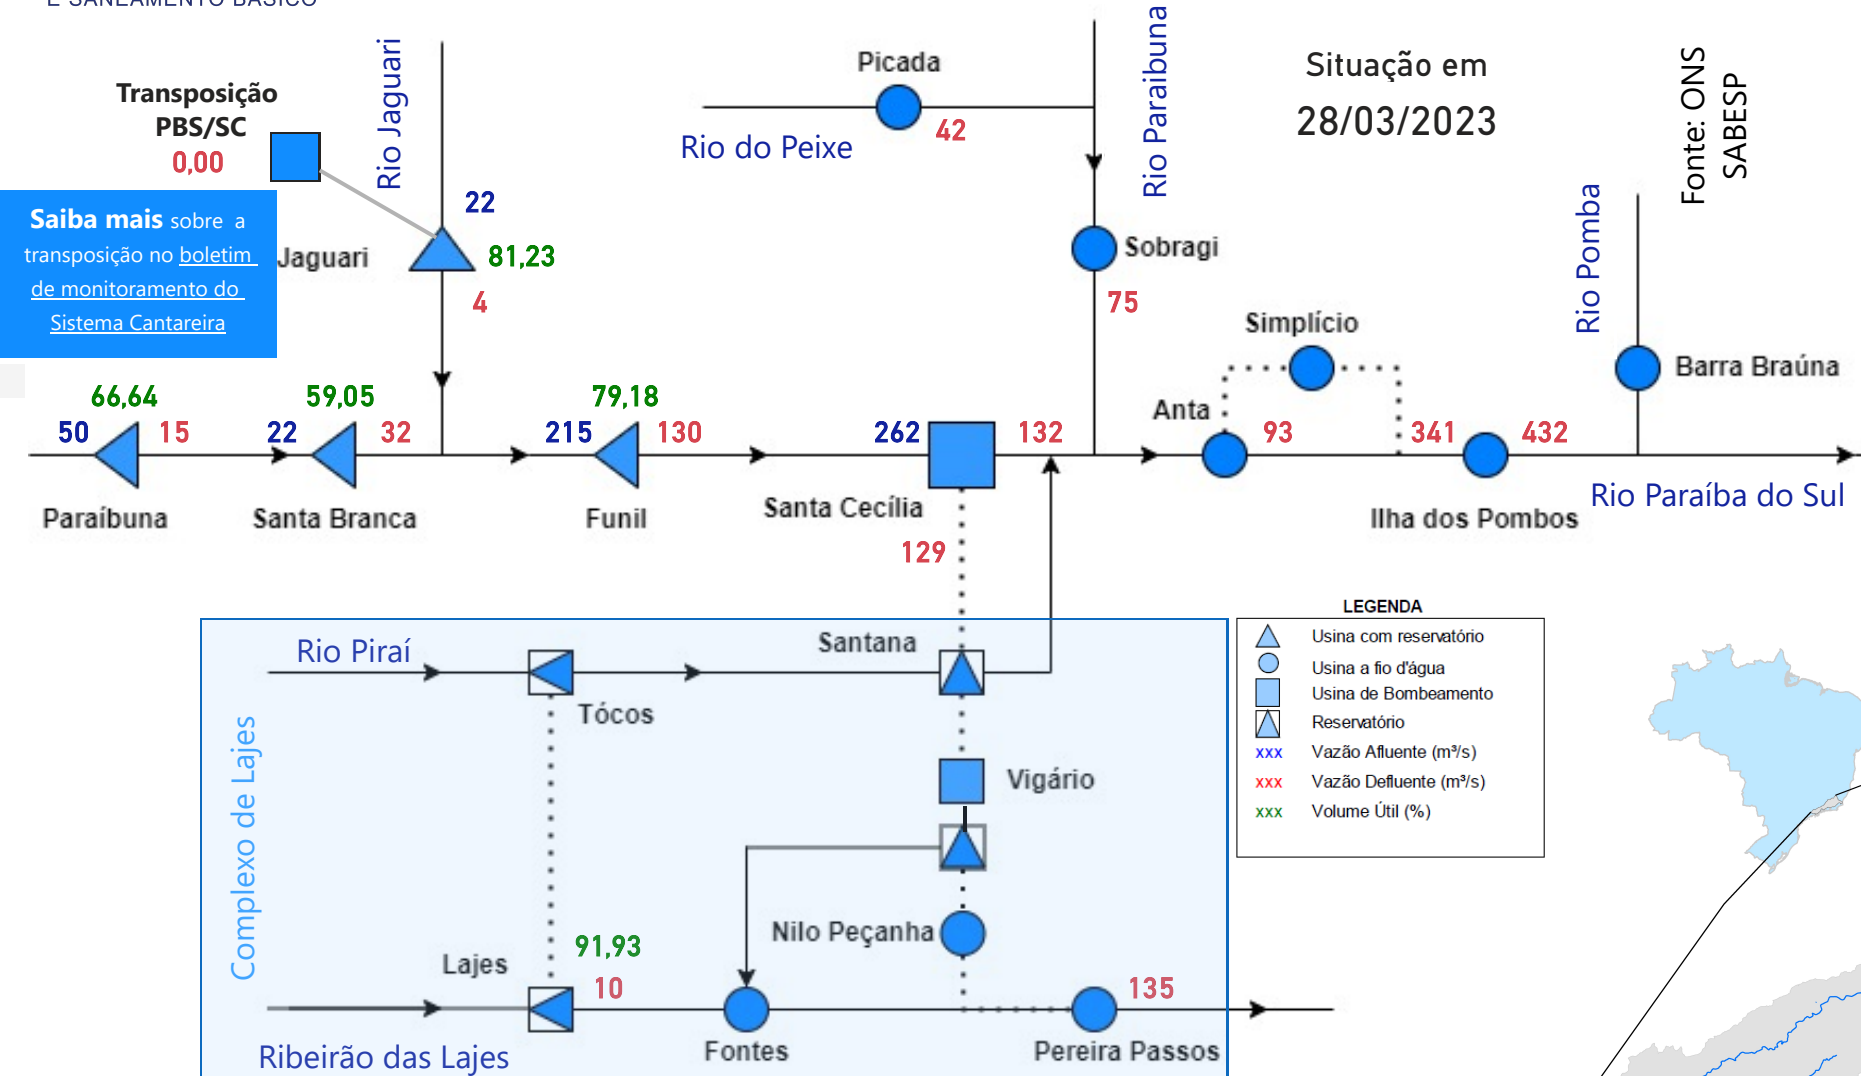 E SANEAMENTO BÁSICO
Situação em
28/03/2023
Fonte: ONS
SABESP
Transposição
PBS/SC
0,00
Saiba mais sobre a
transposição no boletim
de monitoramento do
Sistema Cantareira
Rio Jaguari
22
Jaguari
81,23
4
Picada
42
Rio do Peixe
Rio Paraibuna
Sobragi
75
Simplício
Rio Pomba
Barra Braúna
66,64
50
15
Paraíbuna
59,05
22
32
Santa Branca
79,18
215
130
Funil
262
132
Santa Cecília
129
Anta
93
341
432
Ilha dos Pombos
Rio Paraíba do Sul
Rio Piraí
Tócos
Santana
Vigário
Complexo de Lajes
Nilo Peçanha
Lajes
91,93
10
Ribeirão das Lajes
Fontes
135
Pereira Passos
LEGENDA
Usina com reservatório
Usina a fio d'água
Usina de Bombeamento
Reservatório
xxx Vazão Afluente (m³/s)
xxx Vazão Defluente (m³/s)
xxx Volume Útil (%)